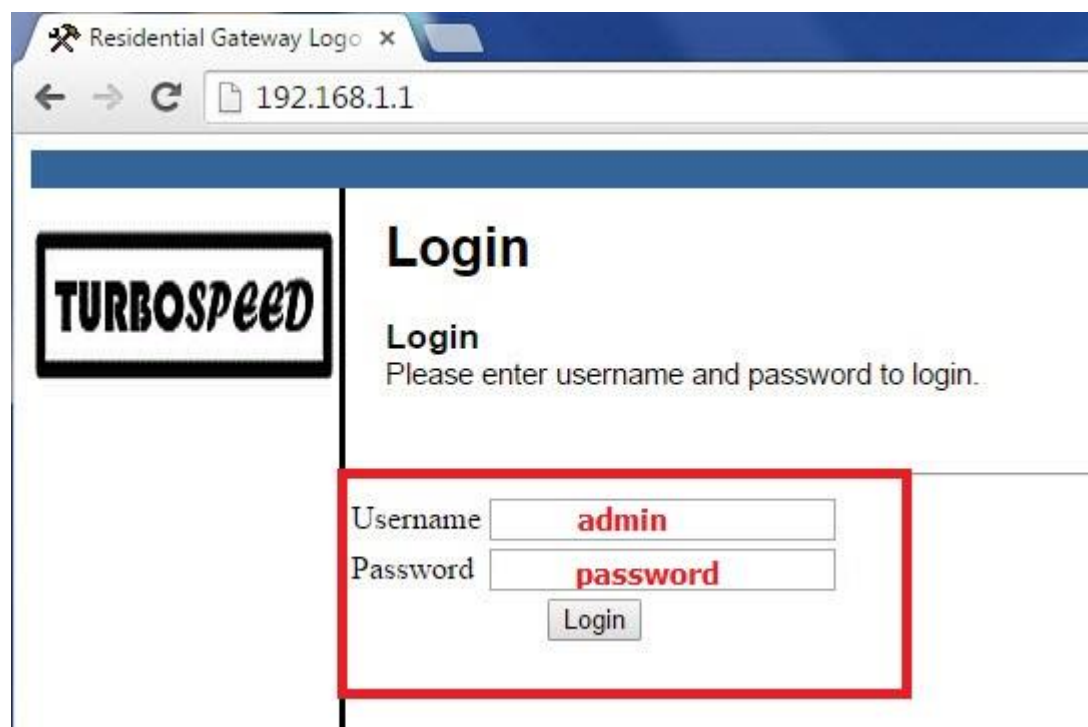 Residential Gateway Logo
192.168.1.1
TURBOSPEED
Login
Login
Please enter username and password to login.
Username admin
Password password
Login